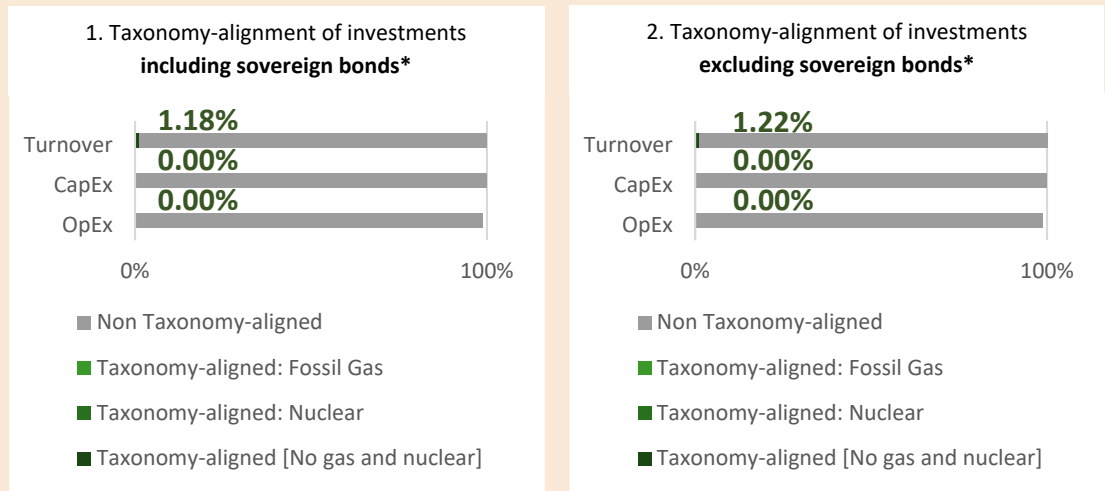 1. Taxonomy-alignment of investments
including sovereign bonds*
1.18%
Turnover
0.00%
CapEx
0.00%
OpEx
0%
100%
Non Taxonomy-aligned
Taxonomy-aligned: Fossil Gas
Taxonomy-aligned: Nuclear
Taxonomy-aligned [No gas and nuclear]
2. Taxonomy-alignment of investments
excluding sovereign bonds*
1.22%
Turnover
0.00%
CapEx
0.00%
OpEx
0%
100%
Non Taxonomy-aligned
Taxonomy-aligned: Fossil Gas
Taxonomy-aligned: Nuclear
Taxonomy-aligned [No gas and nuclear]